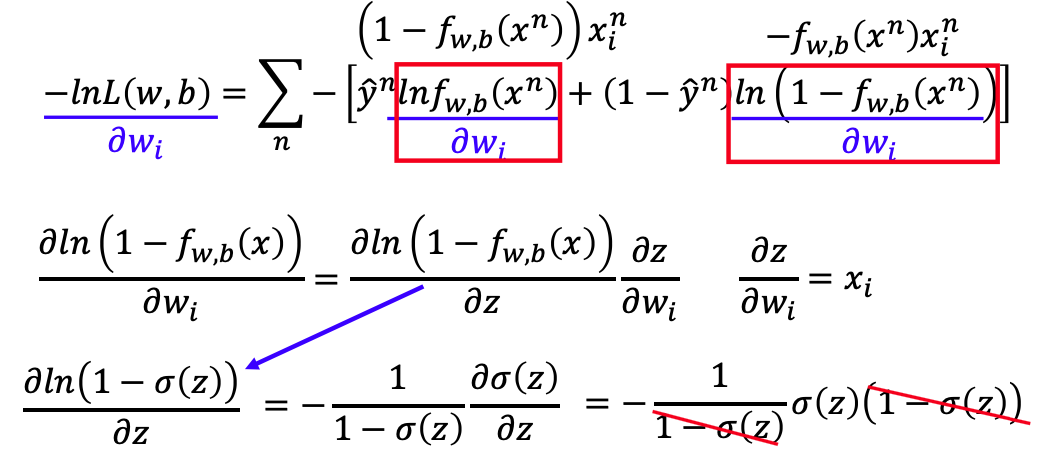 (1 − f_{w,b}(x^n)) x_i^n    −f_{w,b}(x^n)x_i^n
−lnL(w, b) / ∂w_i = ∑_n −[ŷ^n lnf_{w,b}(x^n) / ∂w_i + (1 − ŷ^n) ln(1 − f_{w,b}(x^n)) / ∂w_i]
∂ln(1 − f_{w,b}(x)) / ∂w_i = ∂ln(1 − f_{w,b}(x)) / ∂z ∂z / ∂w_i    ∂z / ∂w_i = x_i
∂ln(1 − σ(z)) / ∂z = − 1 / (1 − σ(z)) ∂σ(z) / ∂z = − 1 / (1 − σ(z)) σ(z)(1 − σ(z))